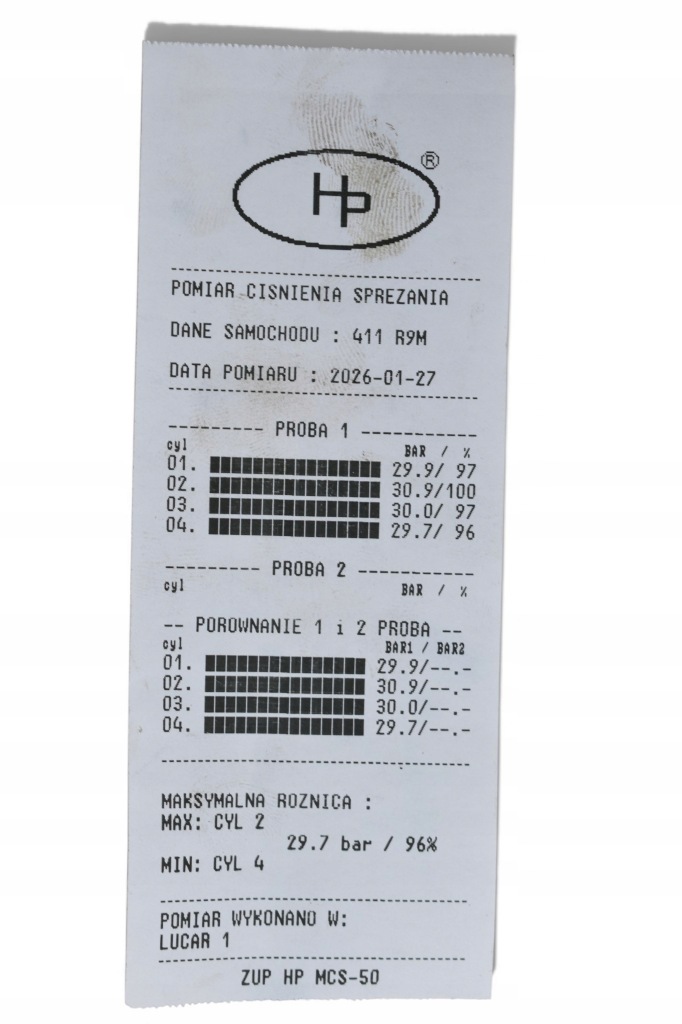 HP ®
POMIAR CISNIENIA SPREZANIA
DANE SAMOCHODU : 411 R9M
DATA POMIARU : 2026-01-27
--------- PROBA 1 -----------
cyl BAR / %
01. 29.9/ 97
02. 30.9/100
03. 30.0/ 97
04. 29.7/ 96
--------- PROBA 2 -----------
cyl BAR / %
-- POROWNANIE 1 i 2 PROBA --
cyl BAR1 / BAR2
01. 29.9/--.-
02. 30.9/--.-
03. 30.0/--.-
04. 29.7/--.-
MAKSYMALNA ROZNICA :
MAX: CYL 2
29.7 bar / 96%
MIN: CYL 4
POMIAR WYKONANO W:
LUCAR 1
ZUP HP MCS-50